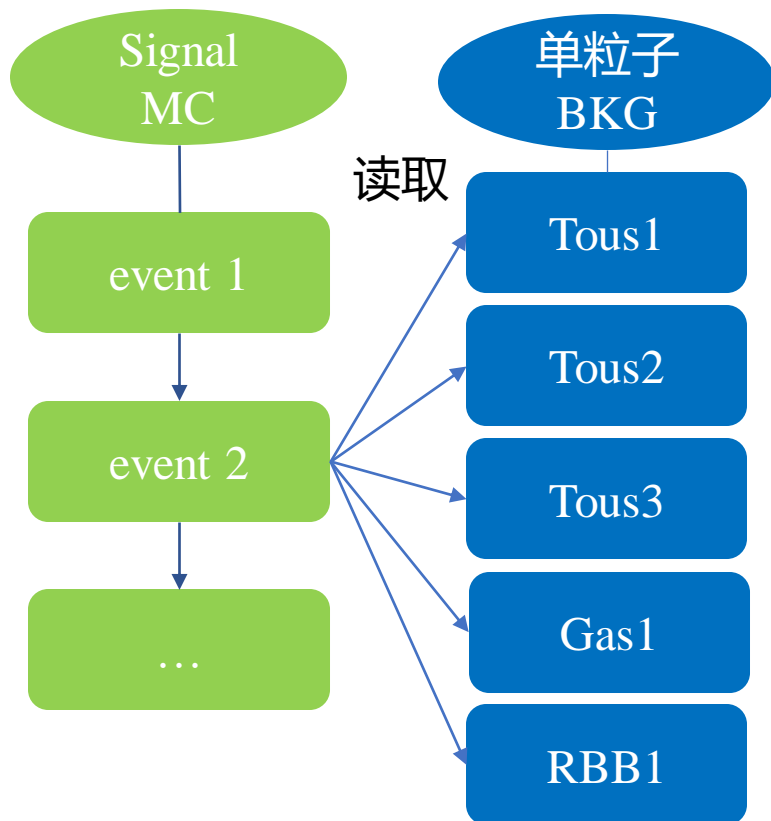 Signal
MC
event 1
event 2
…
读取
单粒子
BKG
Tous1
Tous2
Tous3
Gas1
RBB1